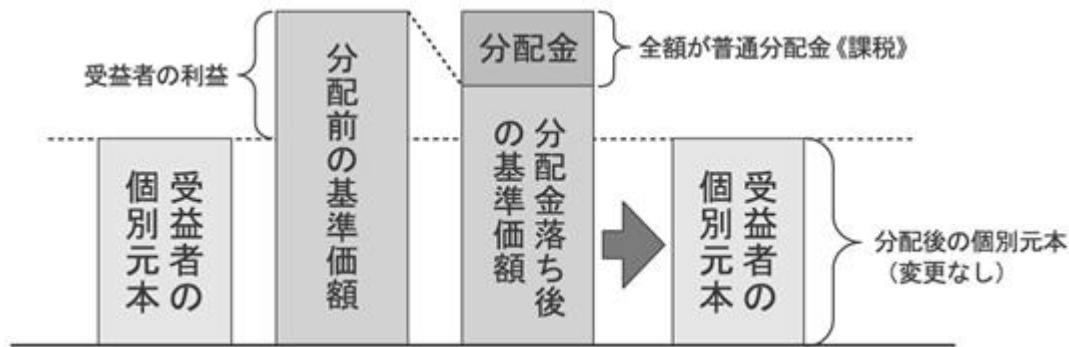 受益者の利益
受益者の
個別元本
分配前の基準価額
分配金
全額が普通分配金《課税》
分配金落ち後
の基準価額
受益者の
個別元本
分配後の個別元本
(変更なし)